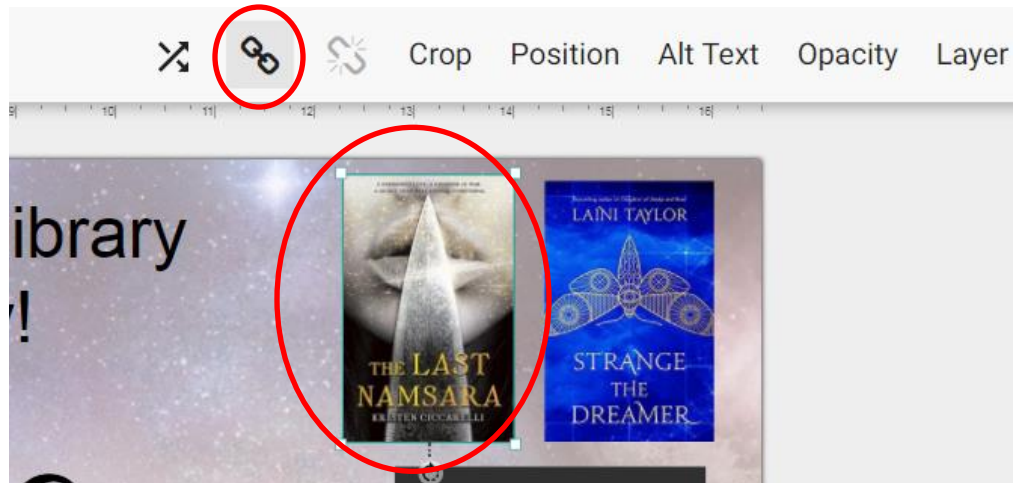 Crop Position Alt Text Opacity Layer
9| 10| 11| 12| 13| 14| 15| 16|
ibrary
!
THE LAST
NAMSARA
KRISTEN CICCARELLI
LAINI TAYLOR
STRANGE
THE
DREAMER